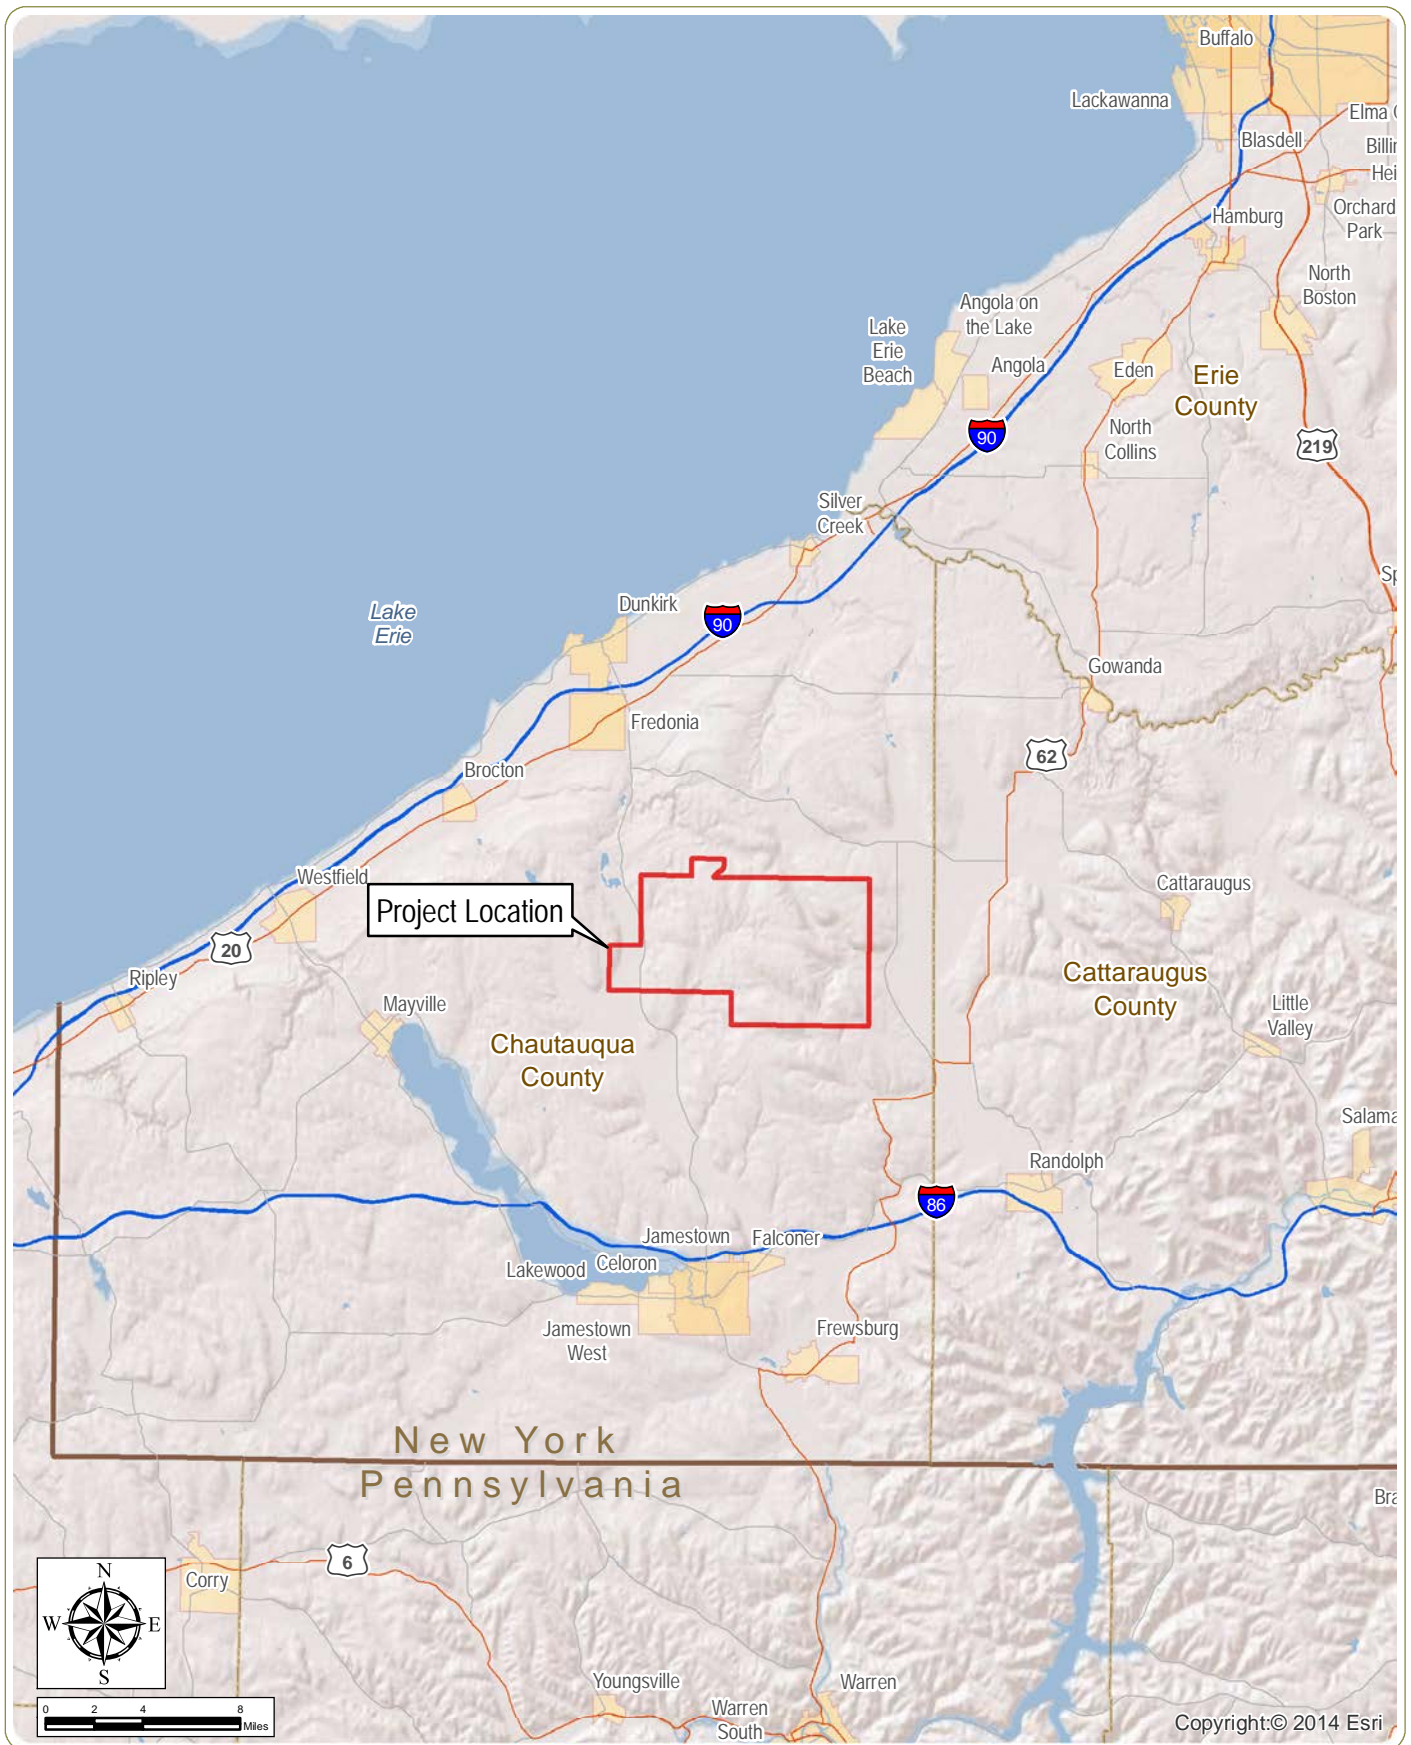 Buffalo
Lackawanna
Elma
Blasdell
Hamburg
Orchard
Park
North
Boston
Angola on
the Lake
Lake
Erie
Beach
Angola
Eden
Erie
County
North
Collins
90
219
Silver
Creek
Lake
Erie
Dunkirk
90
Gowanda
Fredonia
62
Brocton
Westfield
Cattaraugus
Project Location
20
Ripley
Cattaraugus
County
Mayville
Little
Valley
Chautauqua
County
Salama
Randolph
86
Jamestown
Falconer
Lakewood
Celoron
Jamestown
West
Frewsburg
New York
Pennsylvania
Bra
6
N
W
E
S
Corry
Youngsville
Warren
Warren
South
0 2 4 8
Miles
Copyright:© 2014 Esri